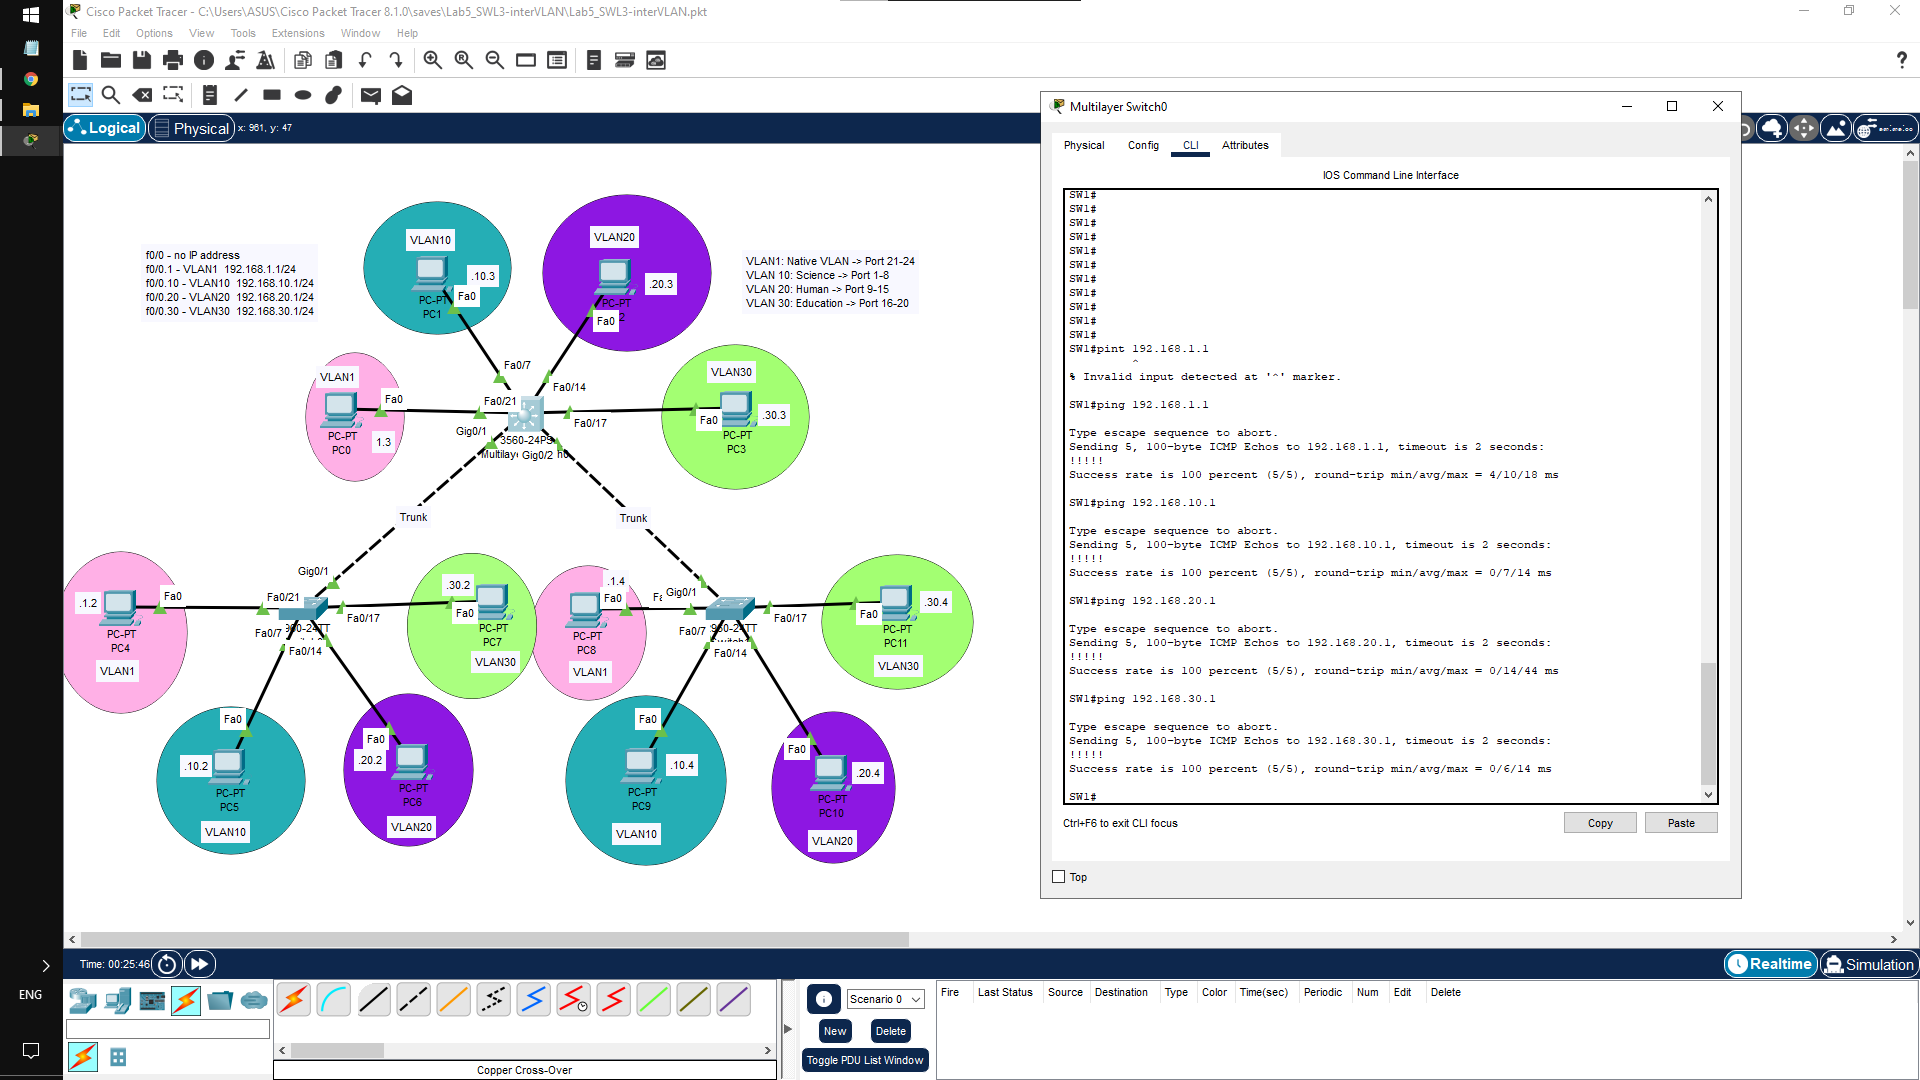 Cisco Packet Tracer - C:\Users\ASUS\Cisco Packet Tracer 8.1.0\saves\Lab5_SWL3-interVLAN\Lab5_SWL3-interVLAN.pkt
File Edit Options View Tools Extensions Window Help
Logical Physical x: 961, y: 47
f0/0 - no IP address
f0/0.1 - VLAN1 192.168.1.1/24
f0/0.10 - VLAN10 192.168.10.1/24
f0/0.20 - VLAN20 192.168.20.1/24
f0/0.30 - VLAN30 192.168.30.1/24
VLAN10
.10.3
Fa0
PC-PT
PC1
VLAN20
.20.3
PC-PT
Fa0
2
VLAN1: Native VLAN -> Port 21-24
VLAN 10: Science -> Port 1-8
VLAN 20: Human -> Port 9-15
VLAN 30: Education -> Port 16-20
VLAN1
Fa0
PC-PT
PC0
1.3
Fa0/7
Fa0/14
Fa0/21
Fa0/17
Gig0/1
3560-24PS
Gig0/2
VLAN30
.30.3
Fa0
PC-PT
PC3
Trunk
Trunk
.1.2
Fa0
PC-PT
PC4
VLAN1
Gig0/1
Fa0/21
Fa0/17
Fa0/7
Fa0/14
.30.2
Fa0
PC-PT
PC7
VLAN30
.1.4
Fa0
PC-PT
PC8
VLAN1
Gig0/1
Fa0/17
Fa0/7
Fa0/14
.30.4
Fa0
PC-PT
PC11
VLAN30
Fa0
.10.2
PC-PT
PC5
VLAN10
Fa0
.20.2
PC-PT
PC6
VLAN20
Fa0
.10.4
PC-PT
PC9
VLAN10
Fa0
.20.4
PC-PT
PC10
VLAN20
Multilayer Switch0
Physical Config CLI Attributes
IOS Command Line Interface
SW1#
SW1#
SW1#
SW1#
SW1#
SW1#
SW1#
SW1#
SW1#
SW1#
SW1#
SW1#pint 192.168.1.1
^
% Invalid input detected at '^' marker.
SW1#ping 192.168.1.1
Type escape sequence to abort.
Sending 5, 100-byte ICMP Echos to 192.168.1.1, timeout is 2 seconds:
!!!!!
Success rate is 100 percent (5/5), round-trip min/avg/max = 4/10/18 ms
SW1#ping 192.168.10.1
Type escape sequence to abort.
Sending 5, 100-byte ICMP Echos to 192.168.10.1, timeout is 2 seconds:
!!!!!
Success rate is 100 percent (5/5), round-trip min/avg/max = 0/7/14 ms
SW1#ping 192.168.20.1
Type escape sequence to abort.
Sending 5, 100-byte ICMP Echos to 192.168.20.1, timeout is 2 seconds:
!!!!!
Success rate is 100 percent (5/5), round-trip min/avg/max = 0/14/44 ms
SW1#ping 192.168.30.1
Type escape sequence to abort.
Sending 5, 100-byte ICMP Echos to 192.168.30.1, timeout is 2 seconds:
!!!!!
Success rate is 100 percent (5/5), round-trip min/avg/max = 0/6/14 ms
SW1#
Ctrl+F6 to exit CLI focus
Copy
Paste
Top
Time: 00:25:46
Realtime
Simulation
ENG
Scenario 0
New
Delete
Toggle PDU List Window
Fire Last Status Source Destination Type Color Time(sec) Periodic Num Edit Delete
Copper Cross-Over